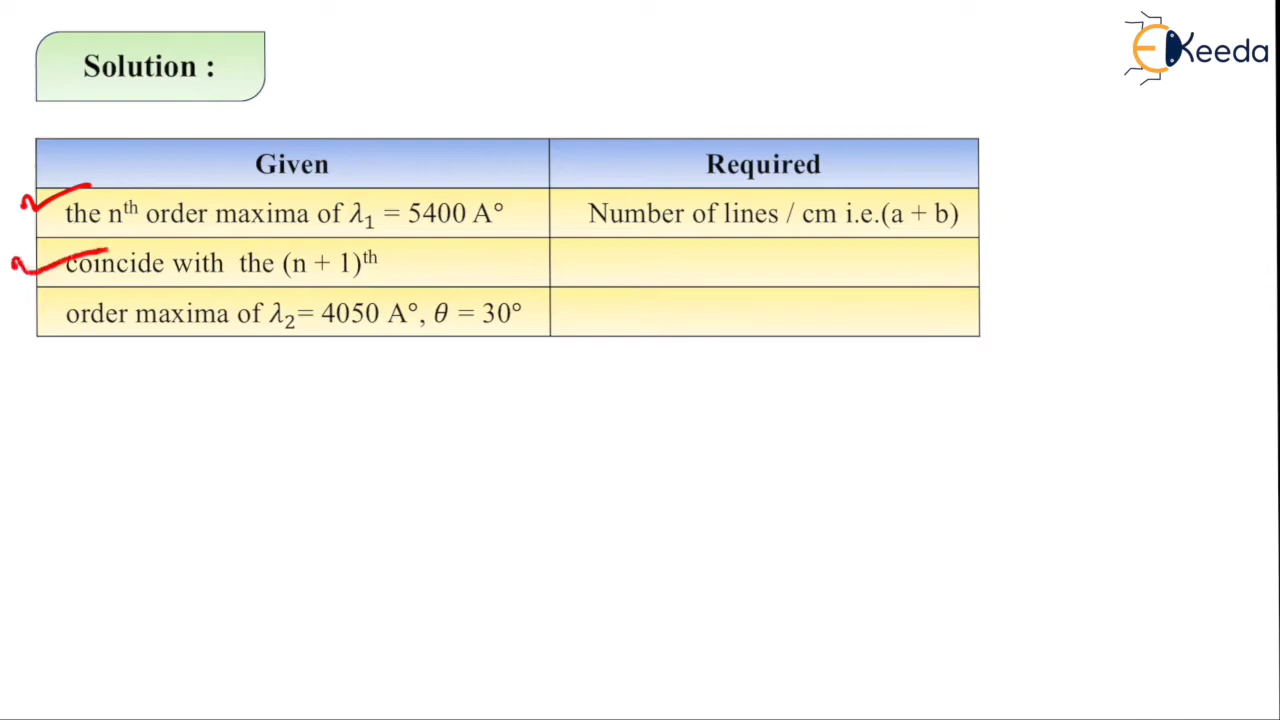 Solution :
EKeeda
Given Required
the nᵗʰ order maxima of λ₁ = 5400 A° Number of lines / cm i.e.(a + b)
coincide with the (n + 1)ᵗʰ
order maxima of λ₂= 4050 A°, θ = 30°